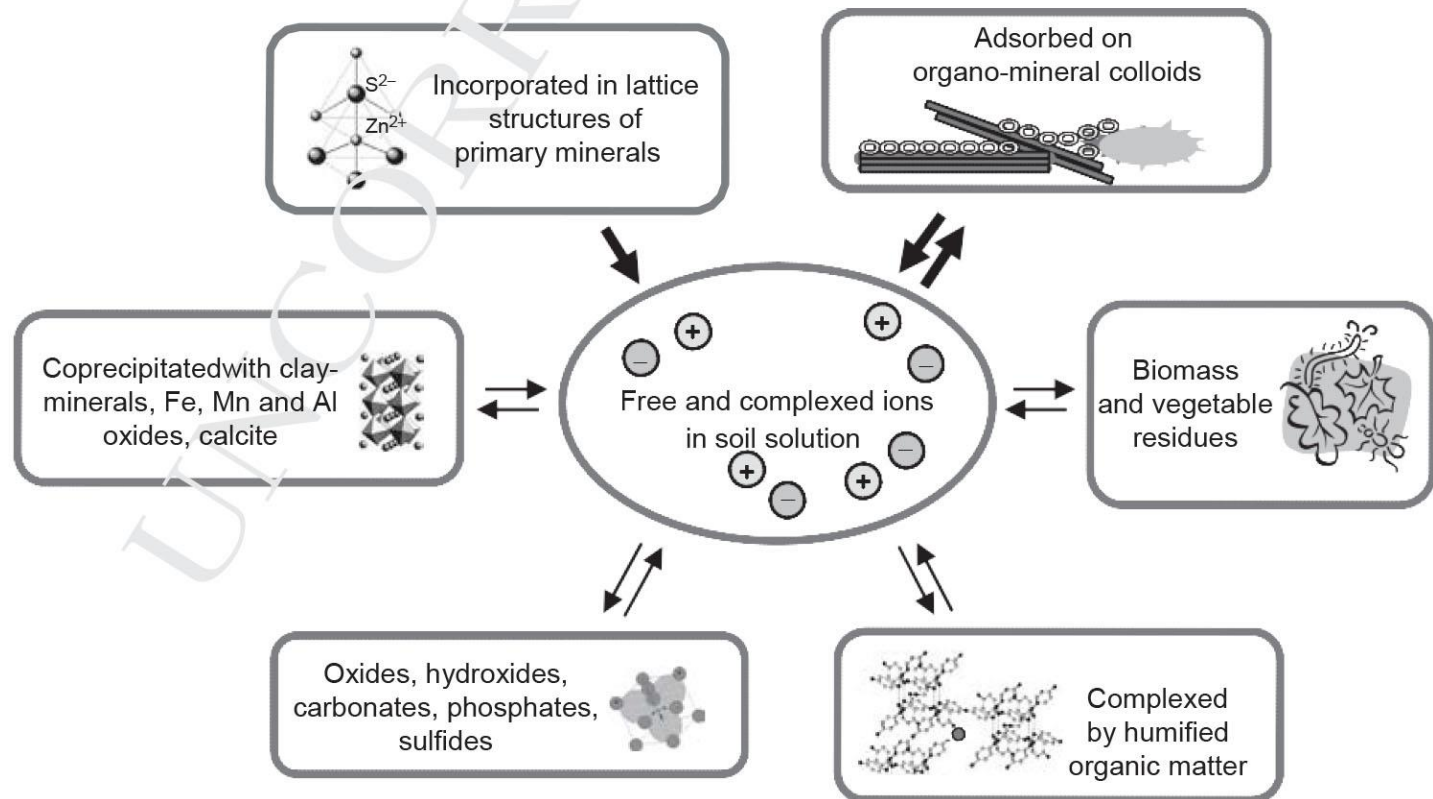 UNCORR
S2–
Zn2+
Incorporated in lattice
structures of
primary minerals
Adsorbed on
organo-mineral colloids
Coprecipitatedwith clay-
minerals, Fe, Mn and Al
oxides, calcite
+
–
+
–
Free and complexed ions
in soil solution
+
–
+
–
Biomass
and vegetable
residues
Oxides, hydroxides,
carbonates, phosphates,
sulfides
Complexed
by humified
organic matter